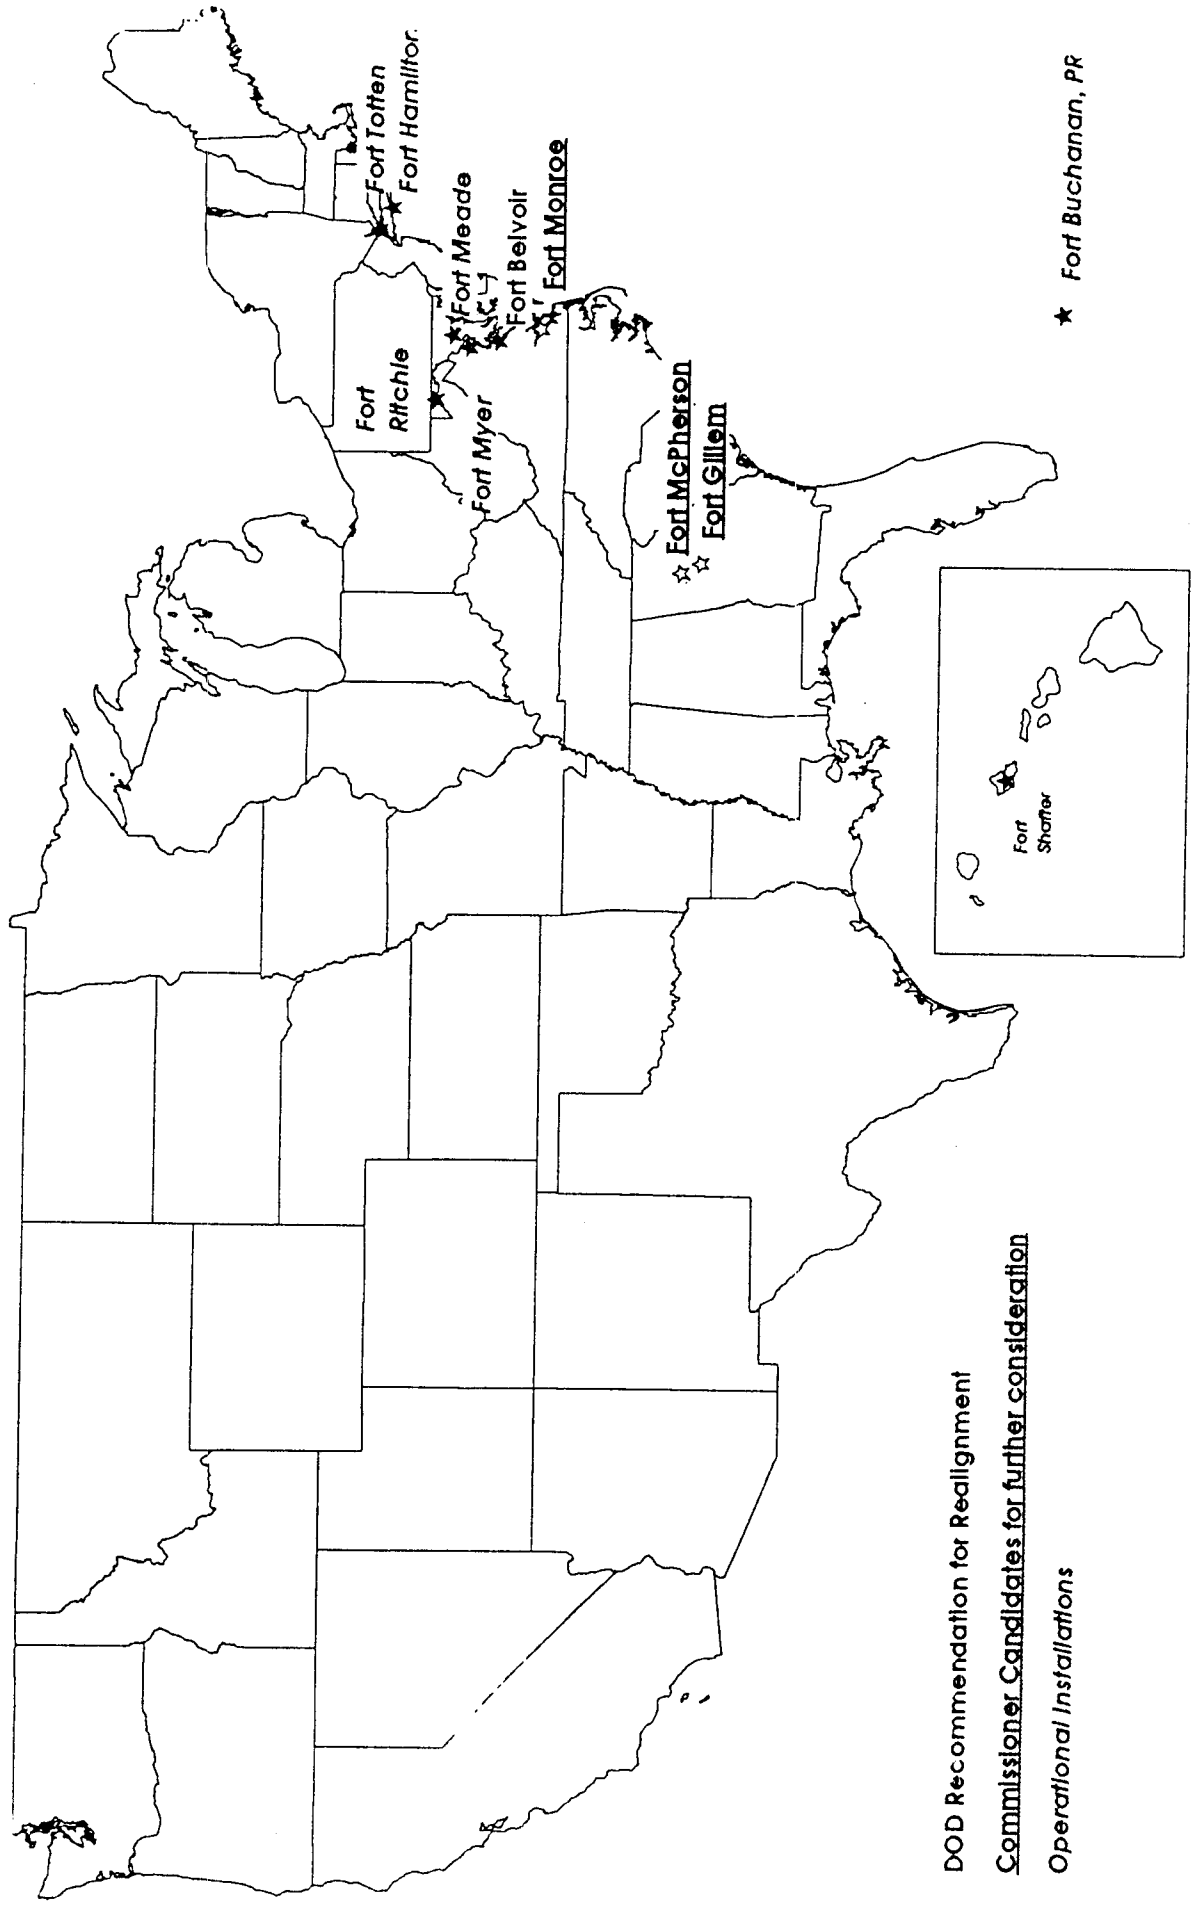 Fort Totten
Fort Hamilton
Fort Meade
Fort Belvoir
Fort Monroe
Fort
Ritchie
Fort Myer
Fort McPherson
Fort Gillem
Fort Buchanan, PR
Fort
Shafter
DOD Recommendation for Realignment
Commissioner Candidates for further consideration
Operational Installations